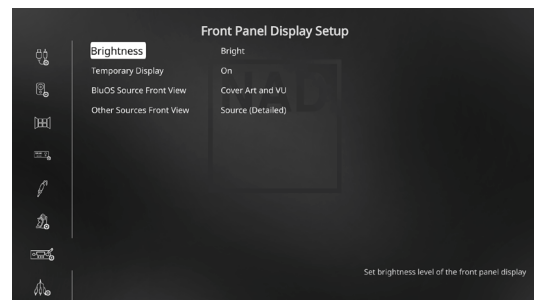 Front Panel Display Setup
Brightness Bright
Temporary Display On
BluOS Source Front View Cover Art and VU
Other Sources Front View Source (Detailed)
NAD
Set brightness level of the front panel display